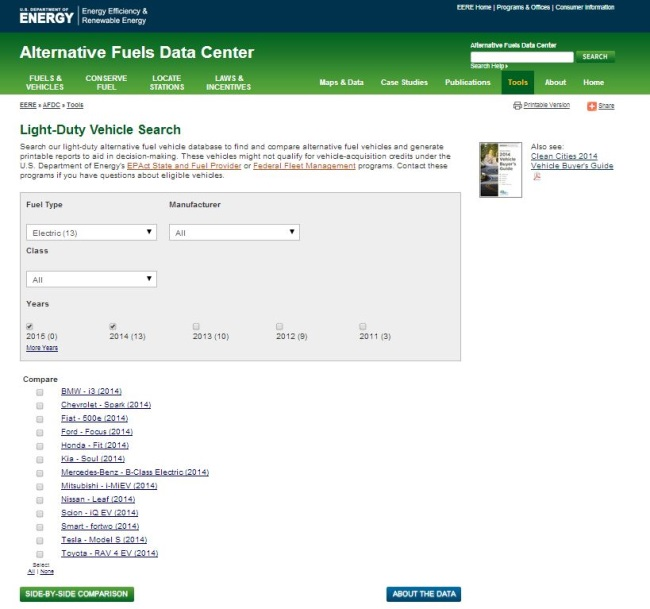 U.S. DEPARTMENT OF
ENERGY
Energy Efficiency &
Renewable Energy
EERE Home | Programs & Offices | Consumer Information
Alternative Fuels Data Center
Alternative Fuels Data Center
SEARCH
Search Help
FUELS &
VEHICLES
CONSERVE
FUEL
LOCATE
STATIONS
LAWS &
INCENTIVES
Maps & Data
Case Studies
Publications
Tools
About
Home
EERE » AFDC » Tools
Printable Version
Share
Light-Duty Vehicle Search
Search our light-duty alternative fuel vehicle database to find and compare alternative fuel vehicles and generate
printable reports to aid in decision-making. These vehicles might not qualify for vehicle-acquisition credits under the
U.S. Department of Energy's EPAct State and Fuel Provider or Federal Fleet Management programs. Contact these
programs if you have questions about eligible vehicles.
2014
Vehicle
Buyer's
Guide
Also see:
Clean Cities 2014
Vehicle Buyer's Guide
Fuel Type
Manufacturer
Electric (13)
All
Class
All
Years
2015 (0)
2014 (13)
2013 (10)
2012 (9)
2011 (3)
More Years
Compare
BMW - i3 (2014)
Chevrolet - Spark (2014)
Fiat - 500e (2014)
Ford - Focus (2014)
Honda - Fit (2014)
Kia - Soul (2014)
Mercedes-Benz - B-Class Electric (2014)
Mitsubishi - i-MiEV (2014)
Nissan - Leaf (2014)
Scion - iQ EV (2014)
Smart - fortwo (2014)
Tesla - Model S (2014)
Toyota - RAV 4 EV (2014)
Select
All | None
SIDE-BY-SIDE COMPARISON
ABOUT THE DATA